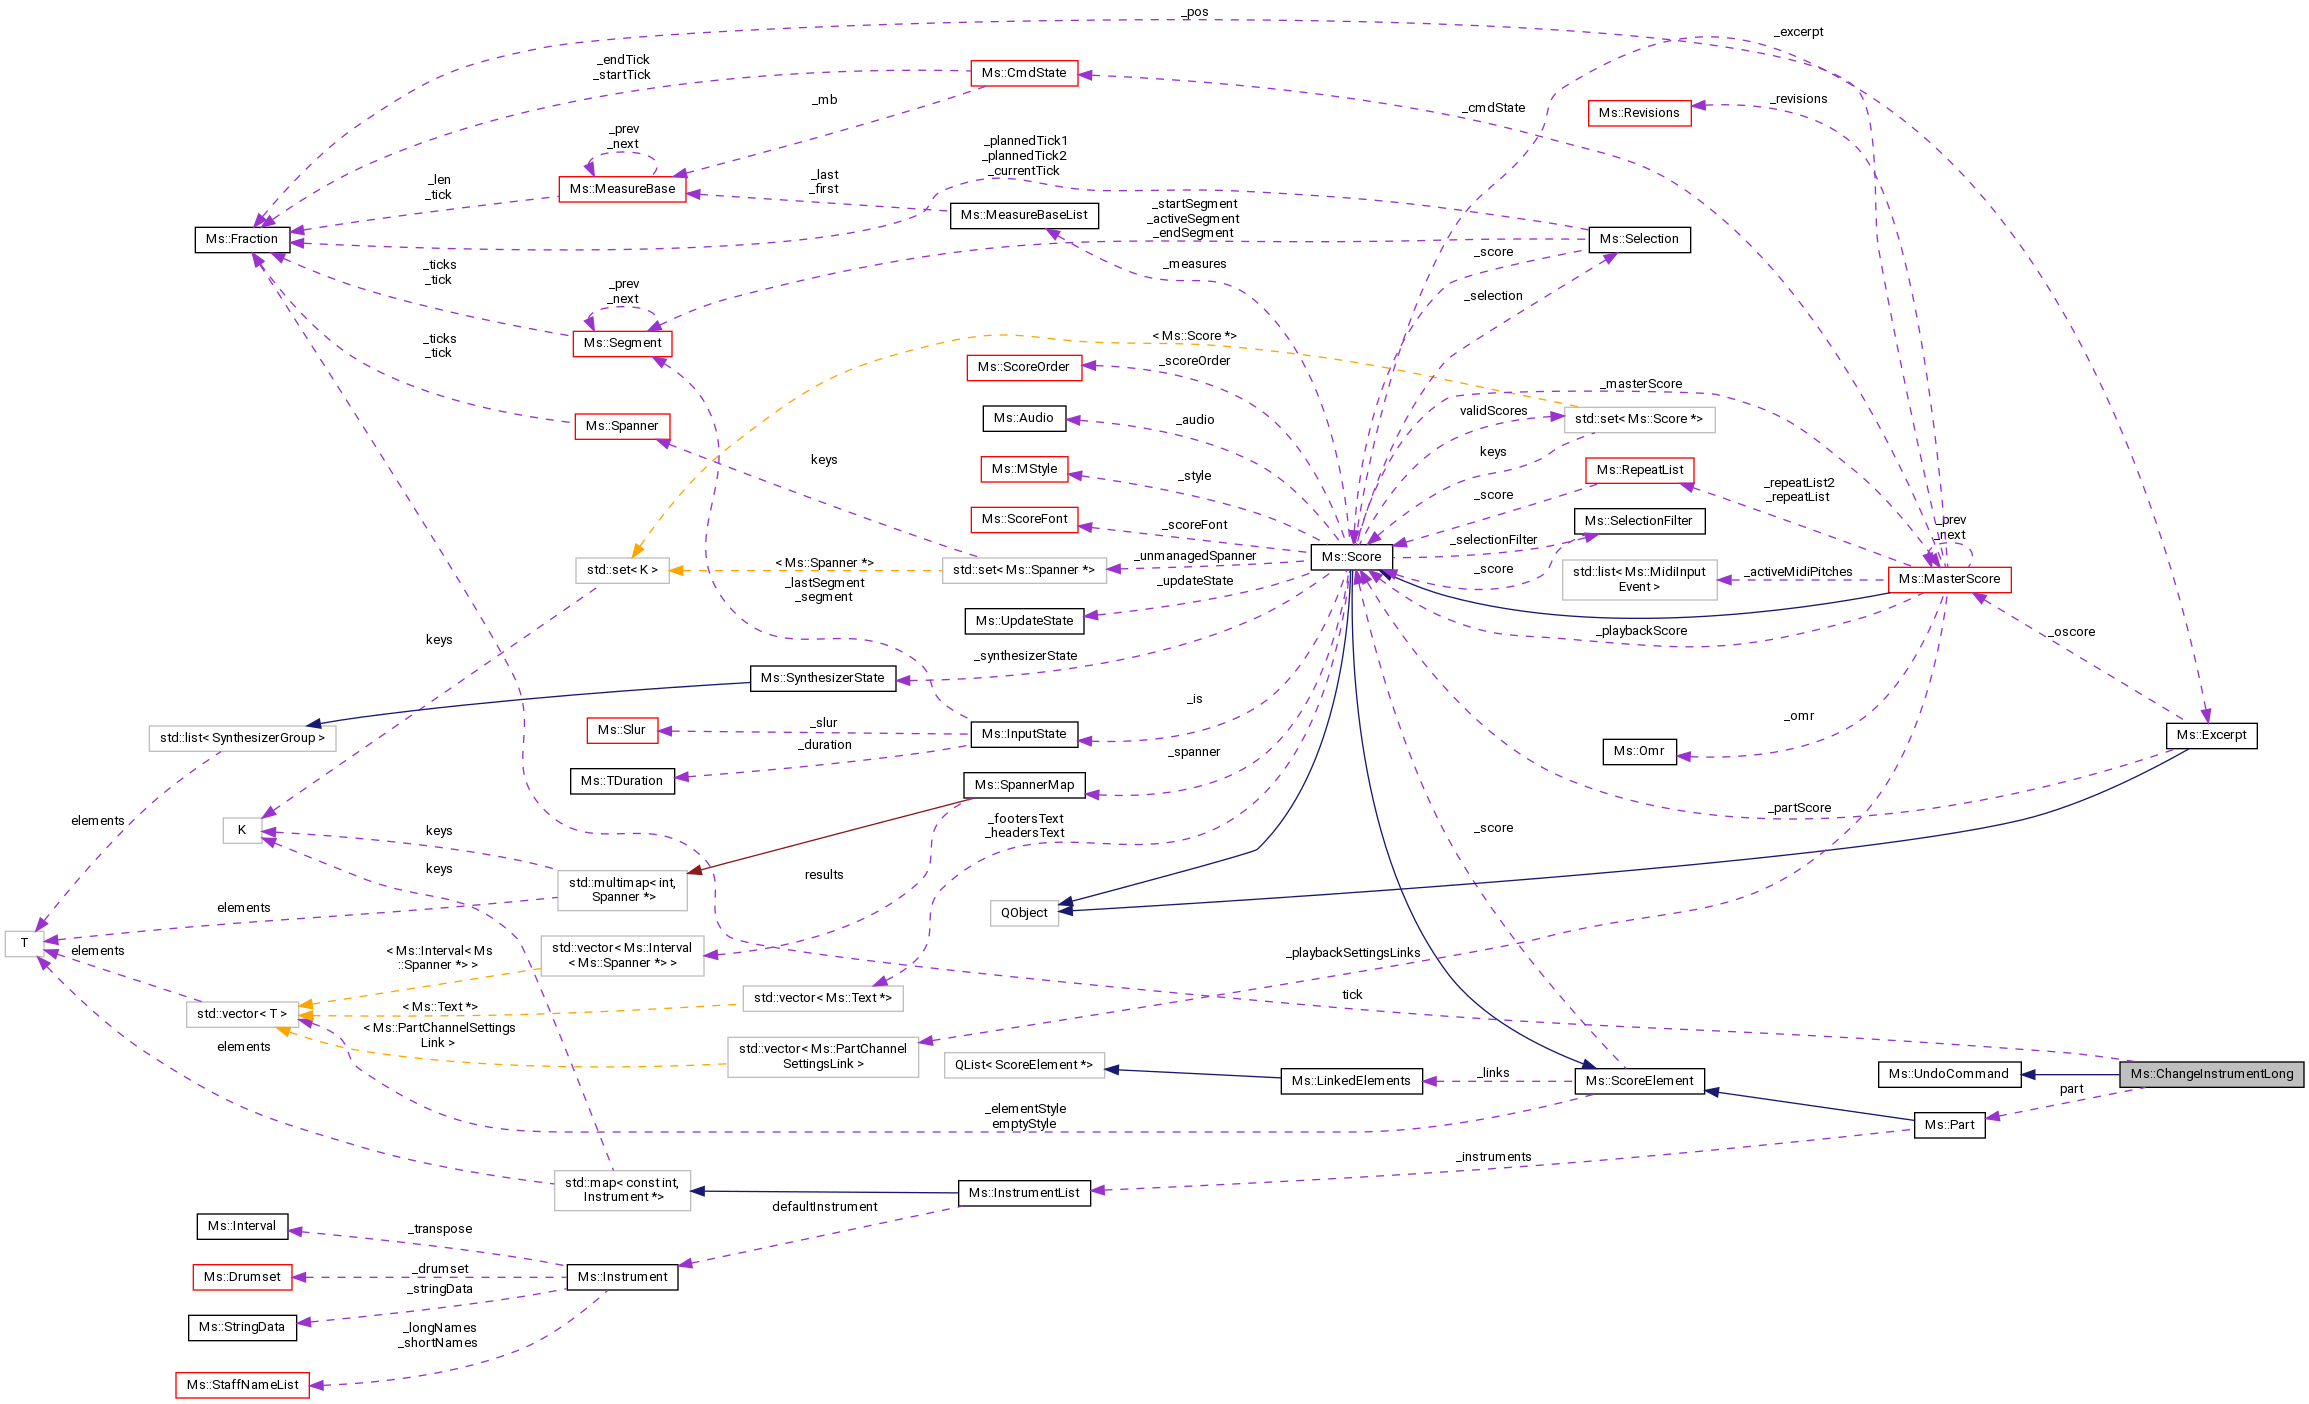 _pos
_excerpt
_endTick
_startTick
Ms::CmdState
_mb
_cmdState
_revisions
Ms::Revisions
_prev
_next
_plannedTick1
_plannedTick2
_currentTick
Ms::MeasureBase
_len
_tick
_last
_first
Ms::MeasureBaseList
_startSegment
_activeSegment
_endSegment
Ms::Fraction
Ms::Selection
_score
_measures
_ticks
_tick
_prev
_next
_selection
Ms::Segment
< Ms::Score *>
_ticks
_tick
Ms::ScoreOrder
_scoreOrder
_masterScore
Ms::Audio
_audio
validScores
std::set< Ms::Score *>
Ms::Spanner
keys
keys
Ms::MStyle
_style
Ms::RepeatList
_score
_repeatList2
_repeatList
Ms::ScoreFont
_scoreFont
Ms::SelectionFilter
_prev
_next
_selectionFilter
Ms::Score
_unmanagedSpanner
std::set< K >
< Ms::Spanner *>
std::set< Ms::Spanner *>
_score
std::list< Ms::MidiInput
Event >
_activeMidiPitches
Ms::MasterScore
_lastSegment
_segment
_updateState
Ms::UpdateState
keys
_playbackScore
_oscore
_synthesizerState
Ms::SynthesizerState
_is
std::list< SynthesizerGroup >
Ms::Slur
_slur
Ms::InputState
_omr
_duration
Ms::TDuration
Ms::Omr
Ms::Excerpt
_spanner
Ms::SpannerMap
_partScore
elements
K
keys
_footersText
_headersText
_score
keys
results
std::multimap< int,
Spanner *>
elements
QObject
T
elements
< Ms::Interval< Ms
::Spanner *> >
std::vector< Ms::Interval
< Ms::Spanner *> >
_playbackSettingsLinks
std::vector< T >
< Ms::Text *>
std::vector< Ms::Text *>
tick
< Ms::PartChannelSettings
Link >
elements
std::vector< Ms::PartChannel
SettingsLink >
QList< ScoreElement *>
Ms::LinkedElements
_links
Ms::ScoreElement
Ms::UndoCommand
Ms::ChangeInstrumentLong
part
_elementStyle
emptyStyle
Ms::Part
_instruments
std::map< const int,
Instrument *>
Ms::InstrumentList
defaultInstrument
Ms::Interval
_transpose
Ms::Drumset
_drumset
Ms::Instrument
_stringData
Ms::StringData
_longNames
_shortNames
Ms::StaffNameList